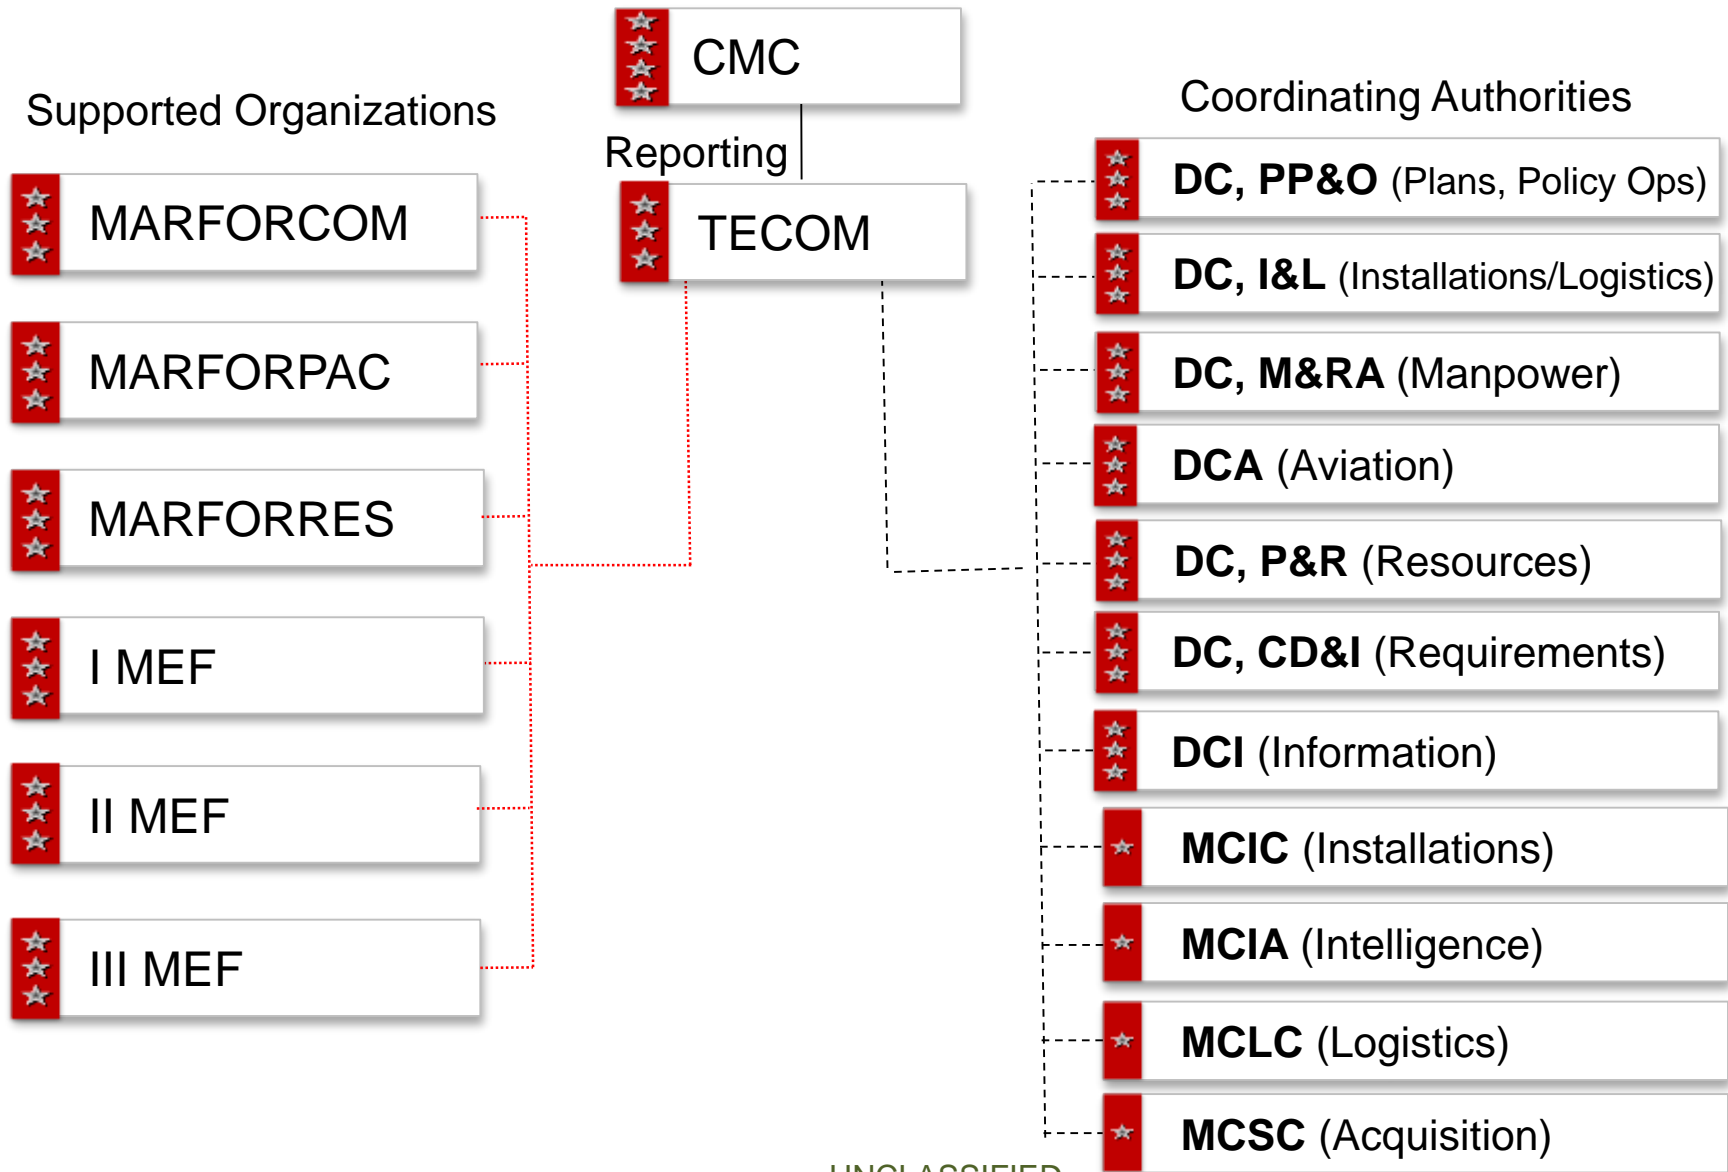 CMC
Reporting
TECOM
Supported Organizations
MARFORCOM
MARFORPAC
MARFORRES
I MEF
II MEF
III MEF
Coordinating Authorities
DC, PP&O (Plans, Policy Ops)
DC, I&L (Installations/Logistics)
DC, M&RA (Manpower)
DCA (Aviation)
DC, P&R (Resources)
DC, CD&I (Requirements)
DCI (Information)
MCIC (Installations)
MCIA (Intelligence)
MCLC (Logistics)
MCSC (Acquisition)
UNCLASSIFIED